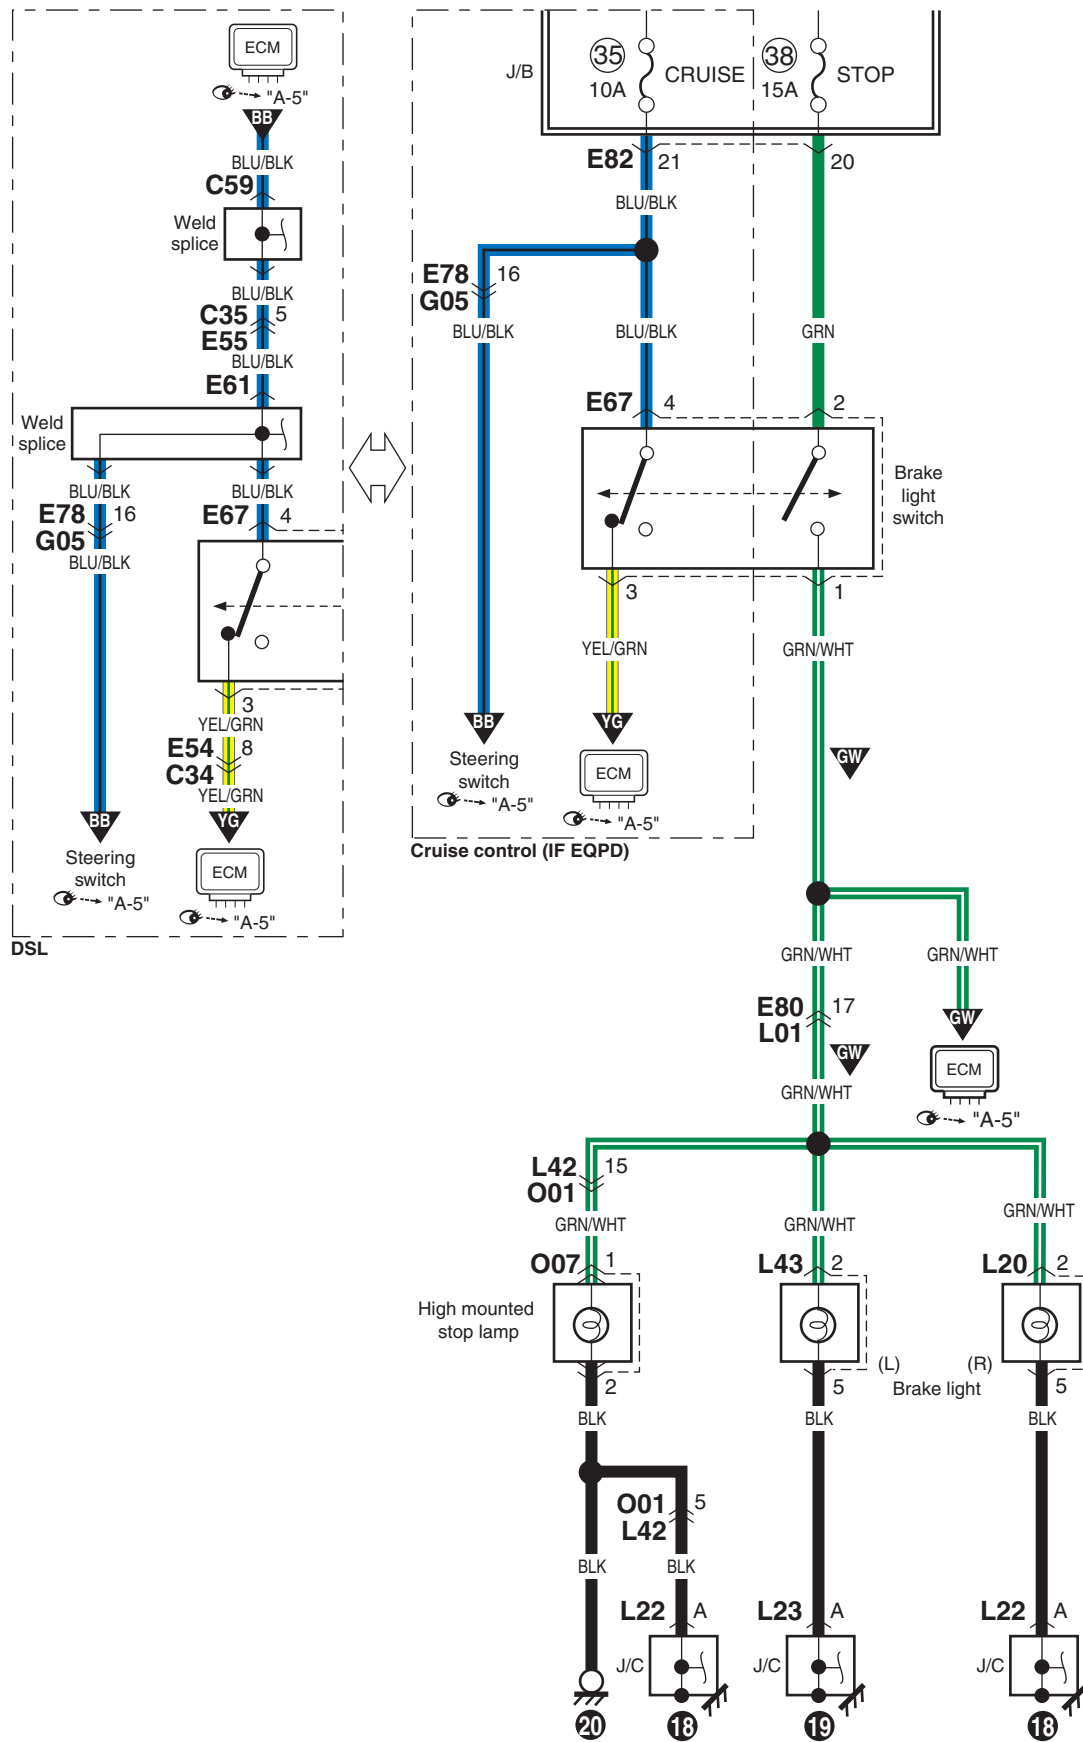 ECM
"A-5"
BB
BLU/BLK
C59
Weld
splice
BLU/BLK
C35 5
E55
BLU/BLK
E61
Weld
splice
BLU/BLK BLU/BLK
E78 16
G05
E67 4
BLU/BLK
3
YEL/GRN
E54 8
C34
YEL/GRN
BB YG
Steering
switch
"A-5"
ECM
"A-5"
DSL
J/B
35
10A
CRUISE
38
15A
STOP
E82 21 20
BLU/BLK
E78 16
G05
BLU/BLK BLU/BLK GRN
E67 4 2
Brake
light
switch
3 1
YEL/GRN GRN/WHT
BB YG
GW
Steering
switch
"A-5"
ECM
"A-5"
Cruise control (IF EQPD)
GRN/WHT GRN/WHT
E80 17
L01
GW
GW
ECM
"A-5"
GRN/WHT
L42 15
O01
GRN/WHT GRN/WHT GRN/WHT
O07 1 L43 2 L20 2
High mounted
stop lamp
(L) (R)
Brake light
2 5 5
BLK BLK BLK
O01 5
L42
BLK BLK
L22 A L23 A L22 A
J/C J/C J/C
20 18 19 18